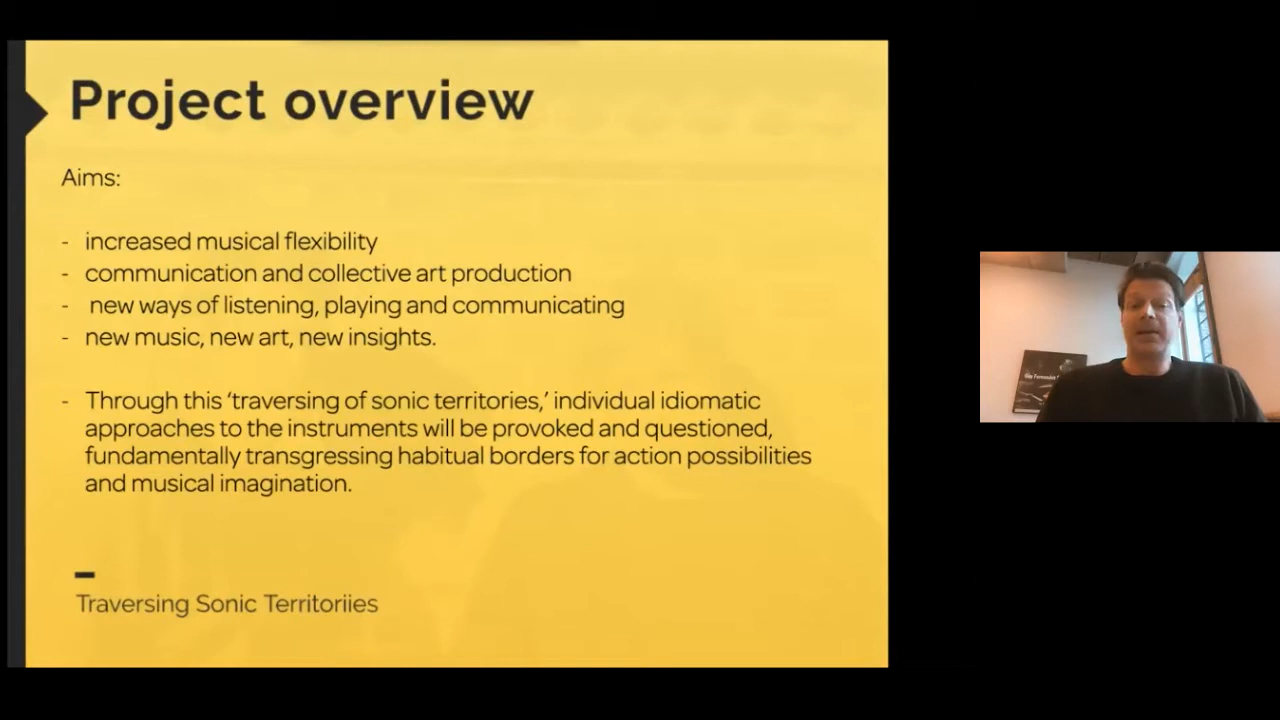 Project overview
Aims:
- increased musical flexibility
- communication and collective art production
- new ways of listening, playing and communicating
- new music, new art, new insights.
- Through this ‘traversing of sonic territories,’ individual idiomatic
approaches to the instruments will be provoked and questioned,
fundamentally transgressing habitual borders for action possibilities
and musical imagination.
Traversing Sonic Territoriies